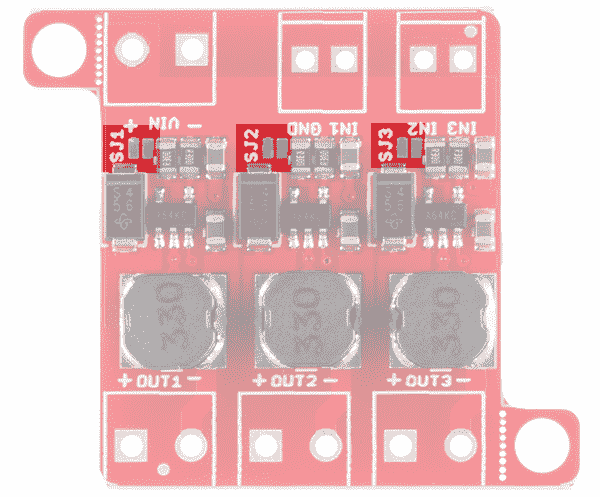 + VIN -
GND IN1
IN2 IN3
SJ1
SJ2
SJ3
330
330
330
+ OUT1 -
+ OUT2 -
+ OUT3 -